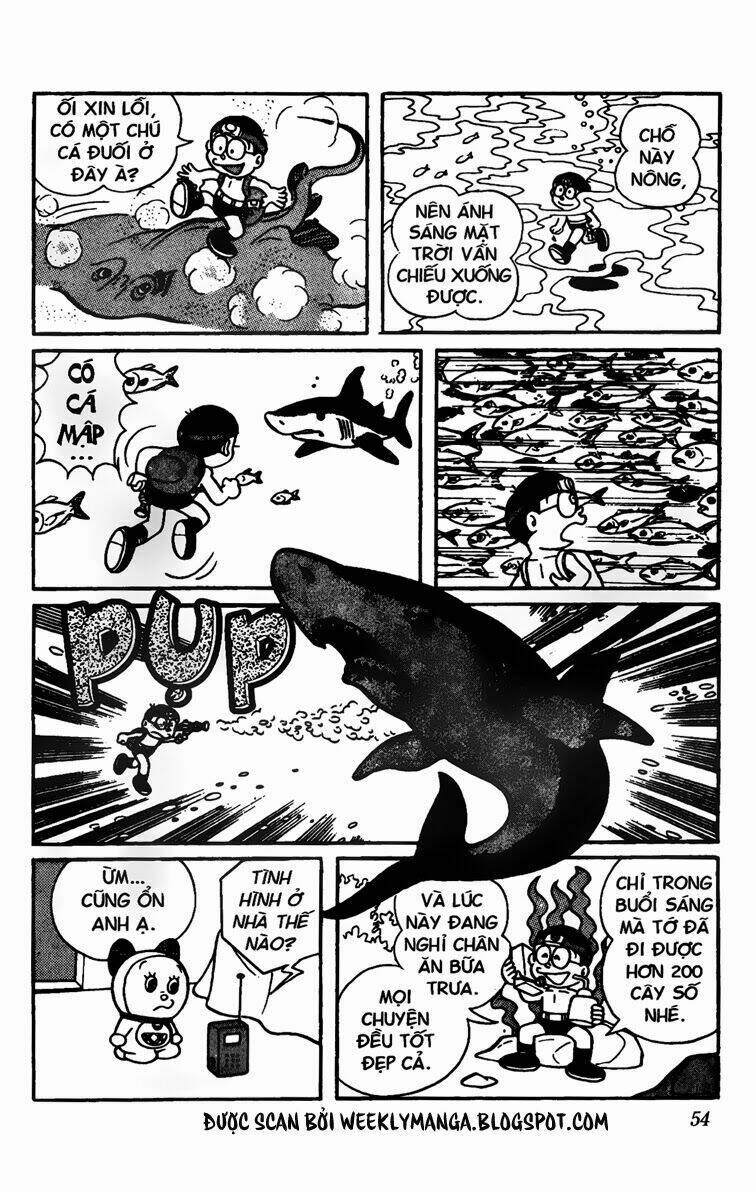 ỐI XIN LỖI,
CÓ MỘT CHÚ
CÁ ĐUỐI Ở
ĐÂY À?
CHỖ
NÀY
NÔNG,
NÊN ÁNH
SÁNG MẶT
TRỜI VẪN
CHIẾU XUỐNG
ĐƯỢC.
CÓ
CÁ
MẬP
...
PỤP
ỪM...
CŨNG ỔN
ANH Ạ.
TÌNH
HÌNH Ở
NHÀ THẾ
NÀO?
CHỈ TRONG
BUỔI SÁNG
MÀ TỚ ĐÃ
ĐI ĐƯỢC
HƠN 200
CÂY SỐ
NHÉ.
VÀ LÚC
NÀY ĐANG
NGHỈ CHÂN
ĂN BỮA
TRƯA.
MỌI
CHUYỆN
ĐỀU TỐT
ĐẸP CẢ.
ĐƯỢC SCAN BỞI WEEKLYMANGA.BLOGSPOT.COM
54